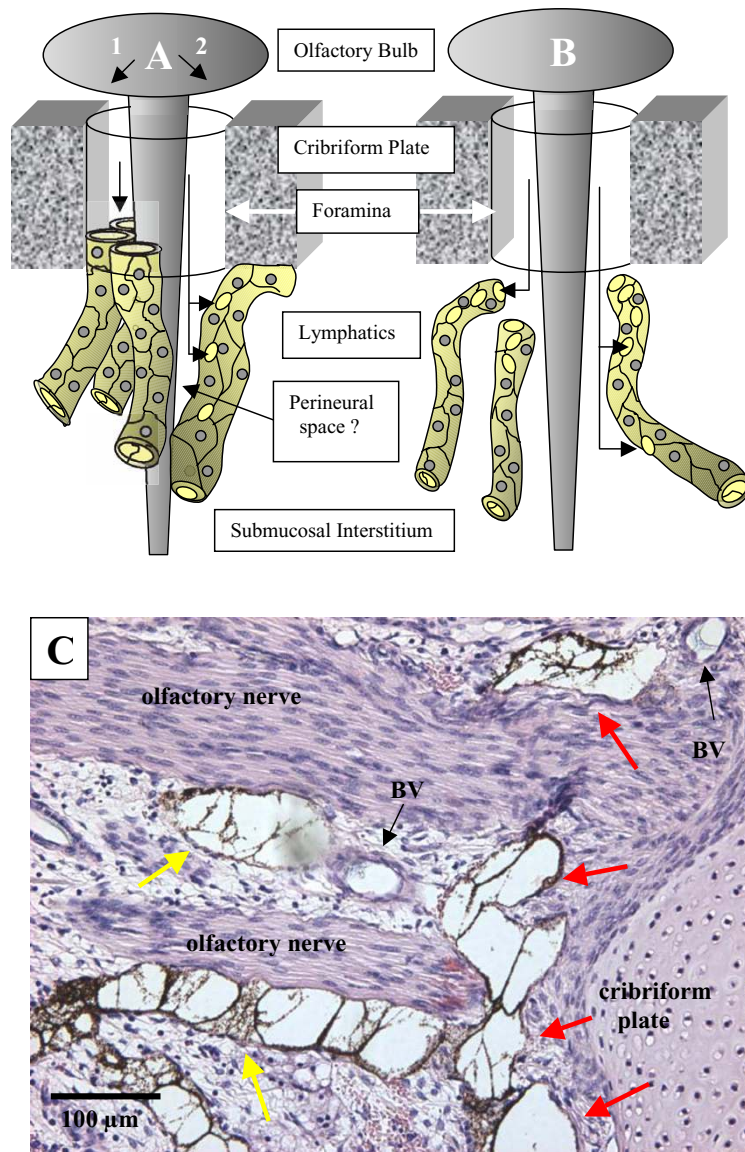 1
A
2
Olfactory Bulb
B
Cribriform Plate
Foramina
Lymphatics
Perineural
space ?
Submucosal Interstitium
C
olfactory nerve
BV
BV
olfactory nerve
cribriform
plate
100 µm